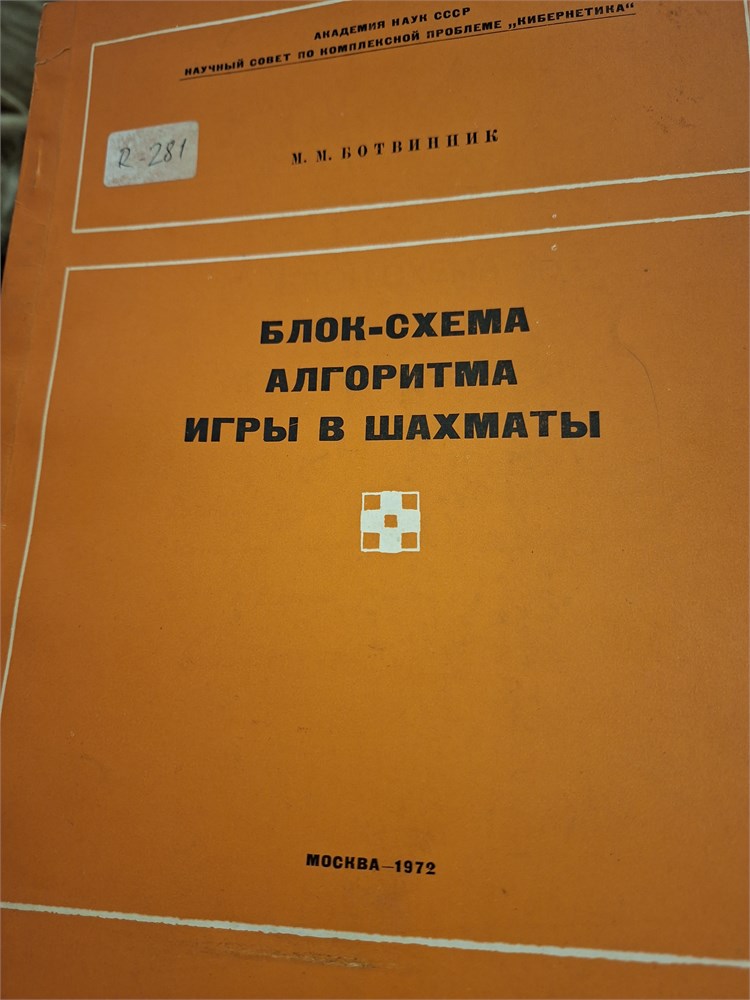 АКАДЕМИЯ НАУК СССР
НАУЧНЫЙ СОВЕТ ПО КОМПЛЕКСНОЙ ПРОБЛЕМЕ „КИБЕРНЕТИКА“
R-281
М. М. БОТВИННИК
БЛОК-СХЕМА
АЛГОРИТМА
ИГРЫ В ШАХМАТЫ
МОСКВА—1972